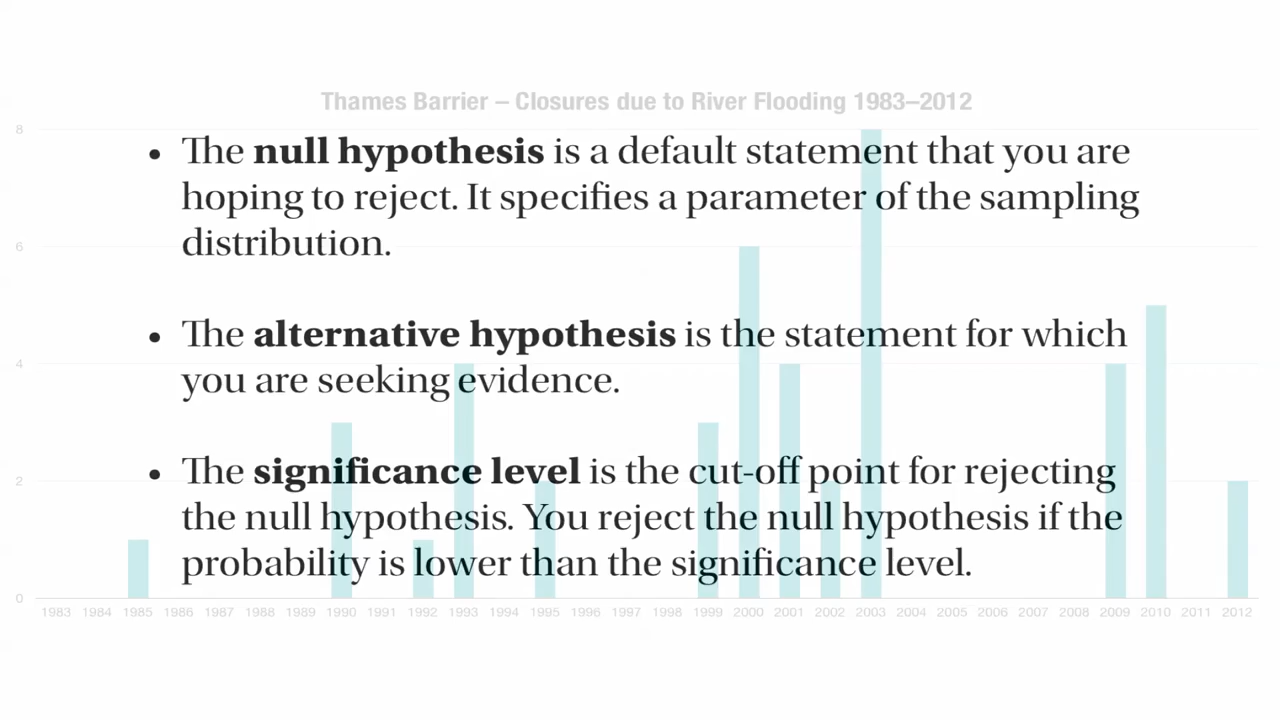 Thames Barrier – Closures due to River Flooding 1983–2012
8
• The null hypothesis is a default statement that you are
hoping to reject. It specifies a parameter of the sampling
6
distribution.
• The alternative hypothesis is the statement for which
4
you are seeking evidence.
• The significance level is the cut-off point for rejecting
2
the null hypothesis. You reject the null hypothesis if the
probability is lower than the significance level.
0
1983 1984 1985 1986 1987 1988 1989 1990 1991 1992 1993 1994 1995 1996 1997 1998 1999 2000 2001 2002 2003 2004 2005 2006 2007 2008 2009 2010 2011 2012